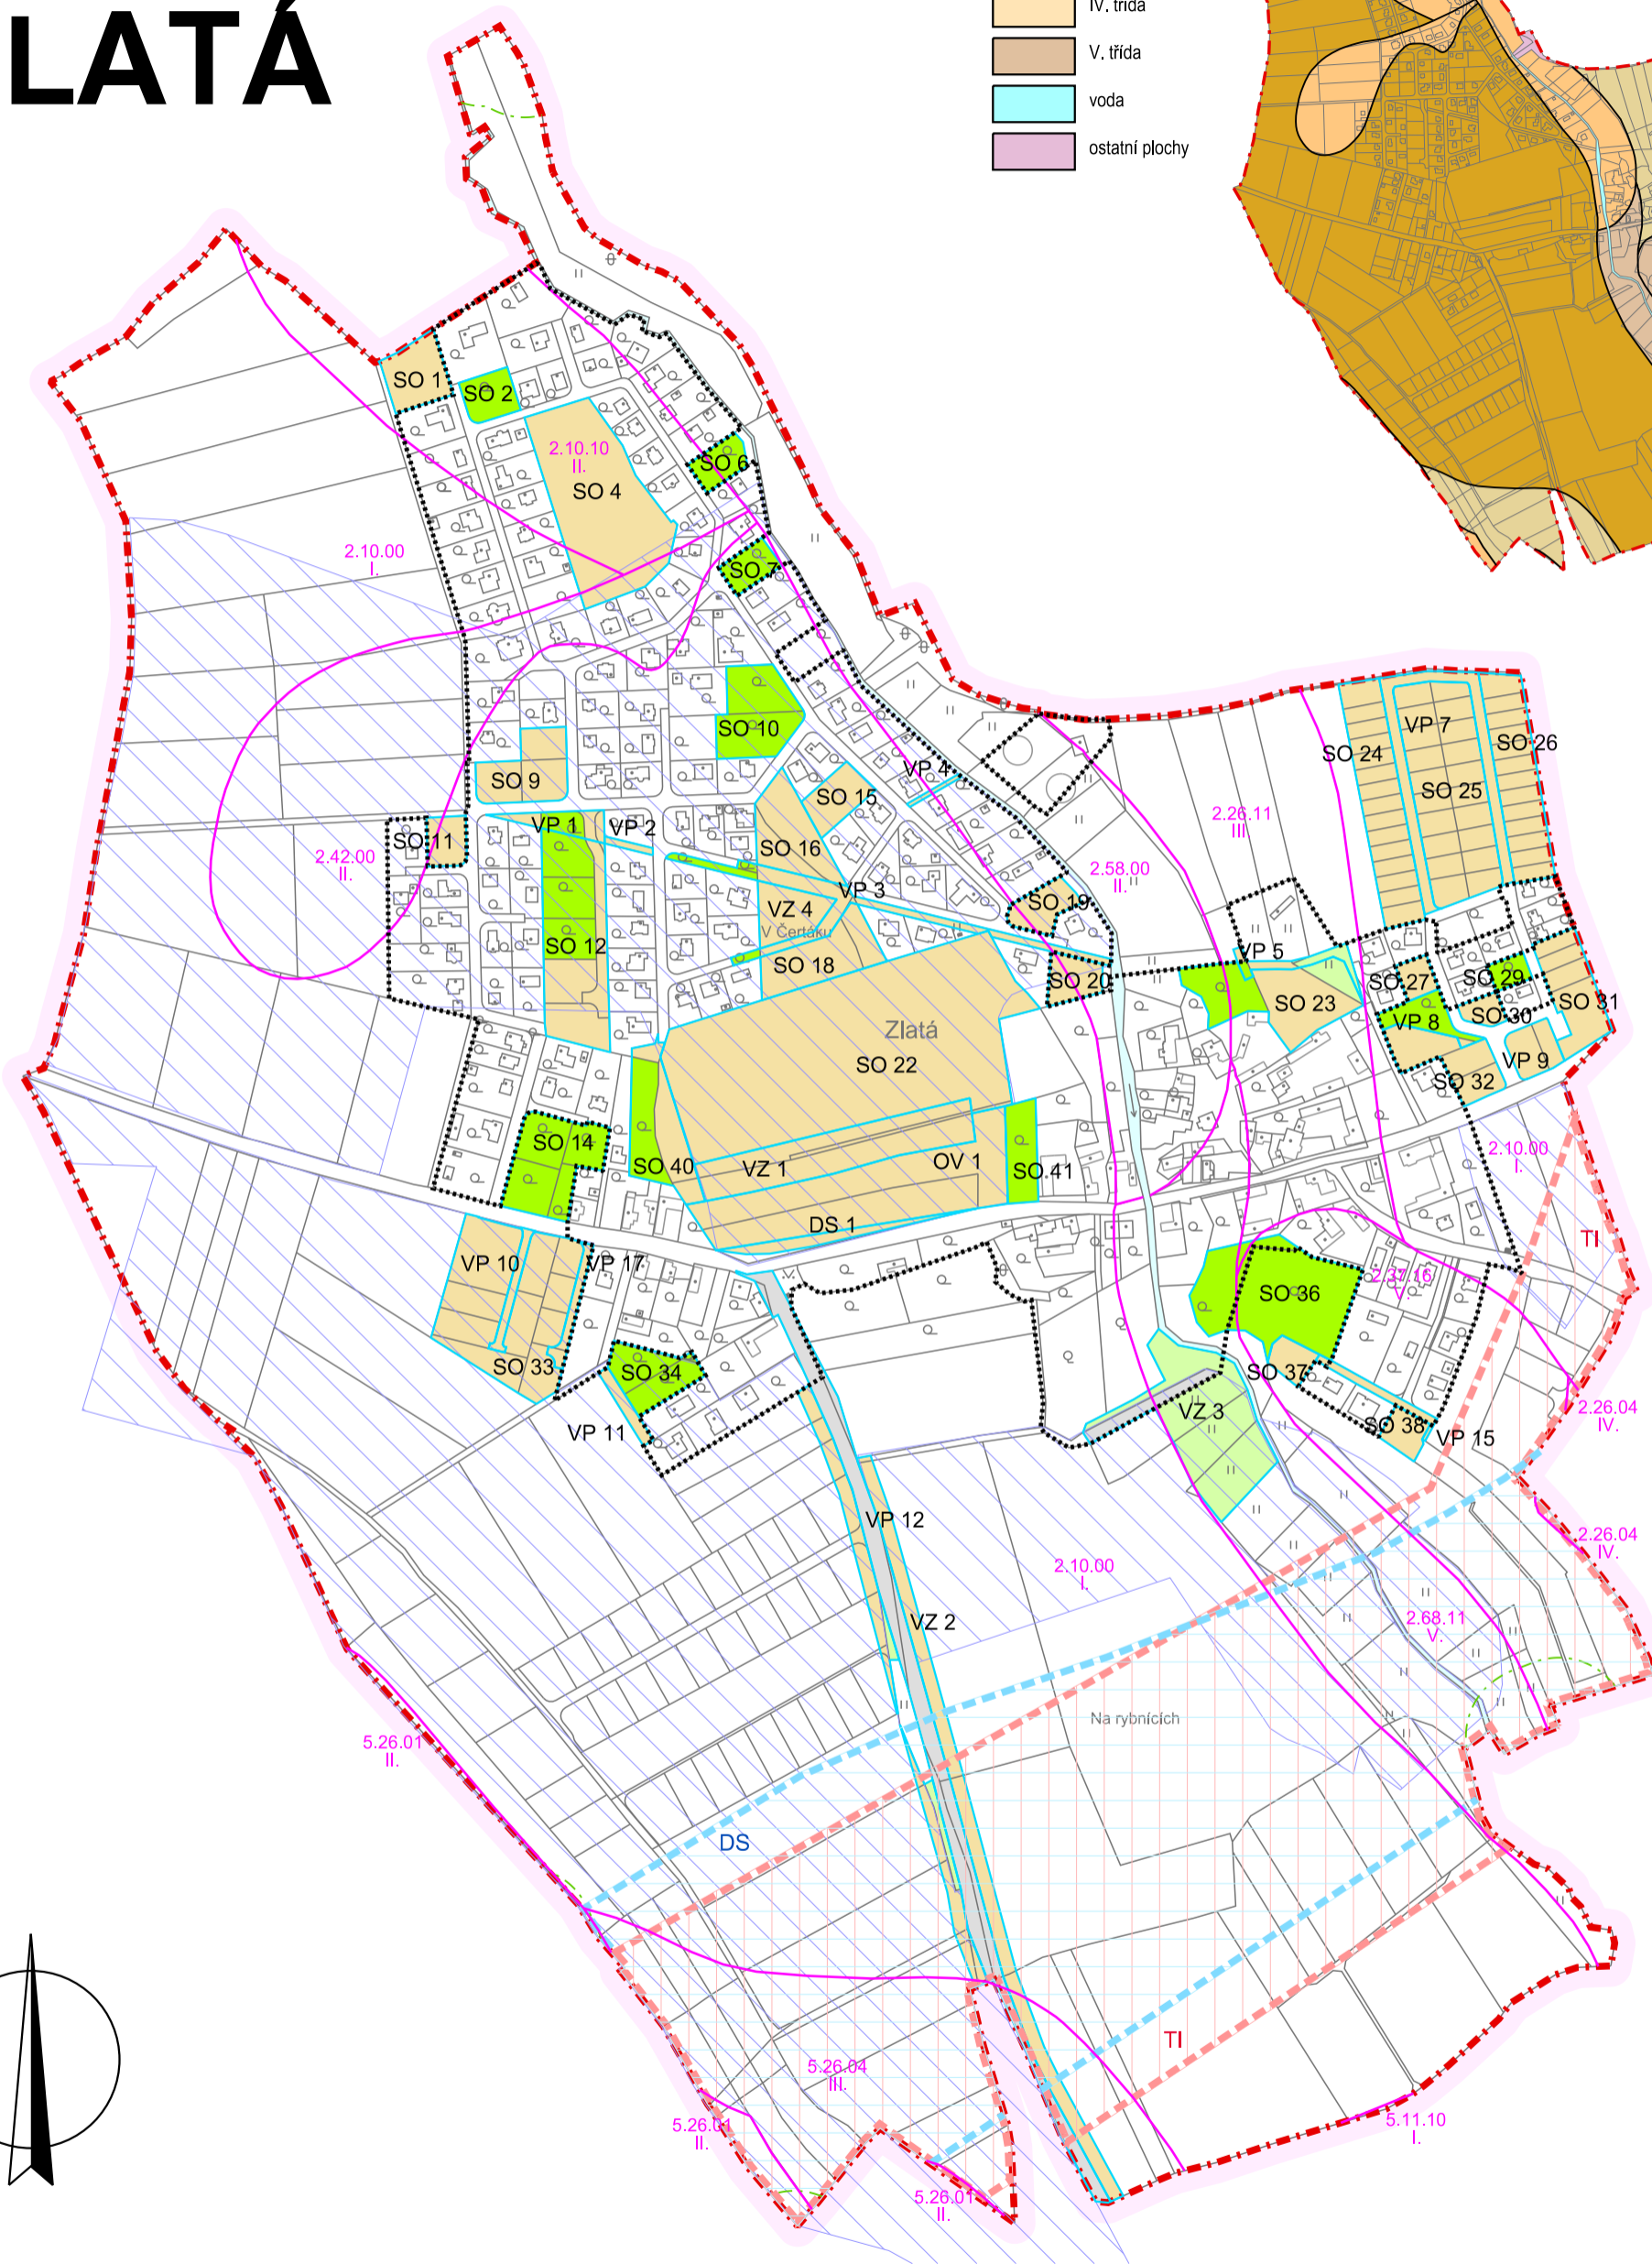 LATÁ
IV. třída
V. třída
voda
ostatní plochy
SO 1
SO 2
2.10.10
II.
SO 4
SO 6
2.10.00
I.
SO 7
SO 10
SO 9
VP 4
SO 15
SO 24
VP 7
SO 26
SO 25
2.26.11
III
SO 11
VP 1
VP 2
SO 16
2.42.00
II.
2.58.00
II.
VP 3
SO 19
VZ 4
V Čertáku
SO 12
SO 18
SO 20
VP 5
SO 27
SO 29
SO 23
SO 30
SO 31
VP 8
Zlatá
SO 22
VP 9
SO 32
SO 14
SO 40
VZ 1
OV 1
SO 41
2.10.00
I.
DS 1
TI
VP 10
VP 17
SO 36
2.37.16
V.
SO 33
SO 34
SO 37
VZ 3
2.26.04
IV.
VP 11
SO 38
VP 15
VP 12
2.26.04
IV.
2.10.00
I.
VZ 2
2.68.11
V.
Na rybnících
5.26.01
II.
DS
TI
5.26.04
III.
5.26.01
II.
5.11.10
I.
5.26.01
II.